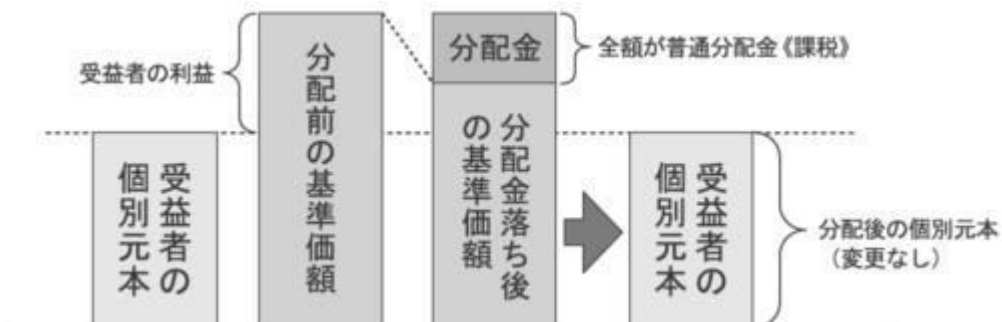 受益者の利益
受益者の
個別元本
分配前の基準価額
分配金
全額が普通分配金《課税》
分配金落ち後
の基準価額
受益者の
個別元本
分配後の個別元本
（変更なし）